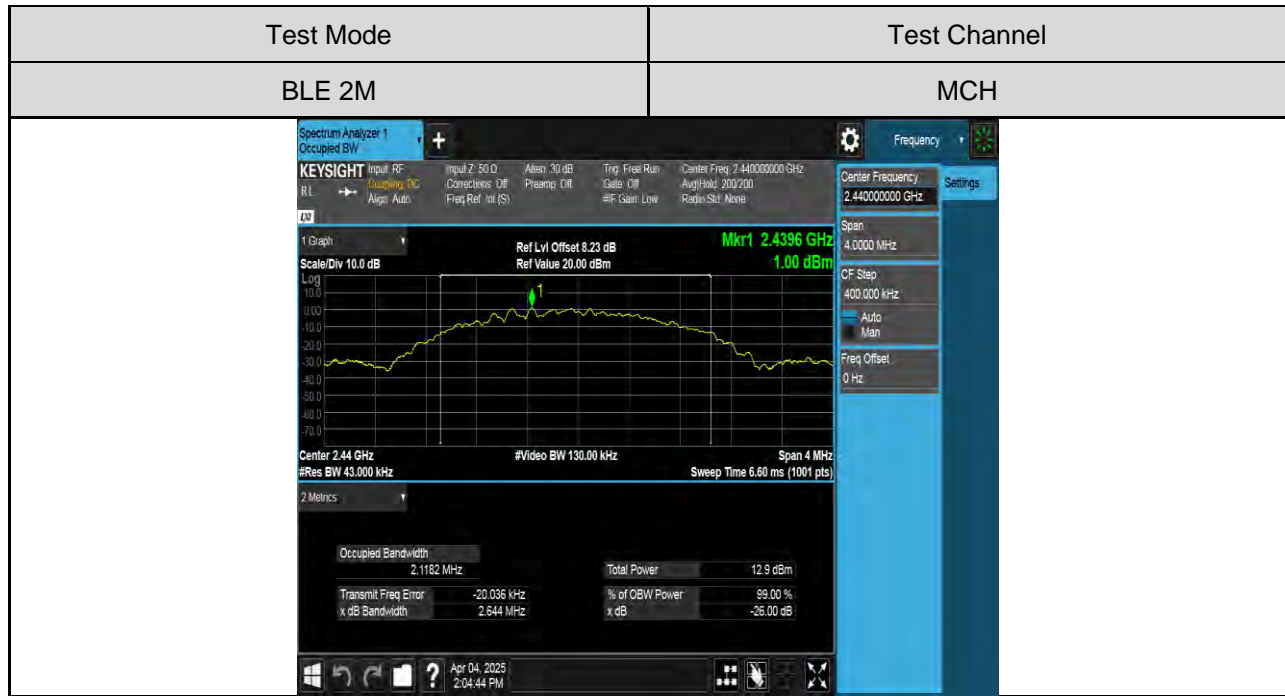 Test Mode
Test Channel
BLE 2M
MCH
Spectrum Analyzer 1
Occupied BW
+
Frequency
KEYSIGHT
Input: RF
Coupling: DC
Align: Auto
Input Z: 50 Ω
Corrections: Off
Freq Ref: Int (S)
Atten: 30 dB
Preamp: Off
Trig: Free Run
Gate: Off
#IF Gain: Low
Center Freq: 2.440000000 GHz
Avg|Hold: 200/200
Radio Std: None
R L
Center Frequency
2.440000000 GHz
Settings
Span
4.0000 MHz
CF Step
400.000 kHz
Auto
Man
Freq Offset
0 Hz
1 Graph
Ref Lvl Offset 8.23 dB
Mkr1 2.4396 GHz
Scale/Div 10.0 dB
Ref Value 20.00 dBm
1.00 dBm
Log
10.0
0.00
-10.0
-20.0
-30.0
-40.0
-50.0
-60.0
-70.0
1
Center 2.44 GHz
#Video BW 130.00 kHz
Span 4 MHz
#Res BW 43.000 kHz
Sweep Time 6.60 ms (1001 pts)
2 Metrics
Occupied Bandwidth
2.1182 MHz
Total Power
12.9 dBm
Transmit Freq Error
-20.036 kHz
% of OBW Power
99.00 %
x dB Bandwidth
2.644 MHz
x dB
-26.00 dB
?
Apr 04, 2025
2:04:44 PM